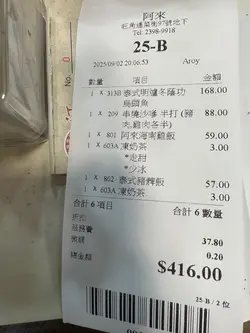 阿來
旺角通菜街97號地下
Tel. 2398-9918
25-B
2025/09/02 20:06:53 Aroy
數量 項目 金額
1 X 313B 泰式明爐冬蔭功 168.00
烏頭魚
1 X 209 串燒沙嗲 半打 (豬 88.00
肉,雞肉各半)
1 X 801 阿來海南雞飯 59.00
1 X 603A 凍奶茶 3.00
*走甜
*少冰
1 X 802 泰式豬髀飯 57.00
1 X 603A 凍奶茶 3.00
合計 6 項目 合計 6 數量
折扣
服務費 37.80
0.20
總金額 $416.00
25-B / 2 位